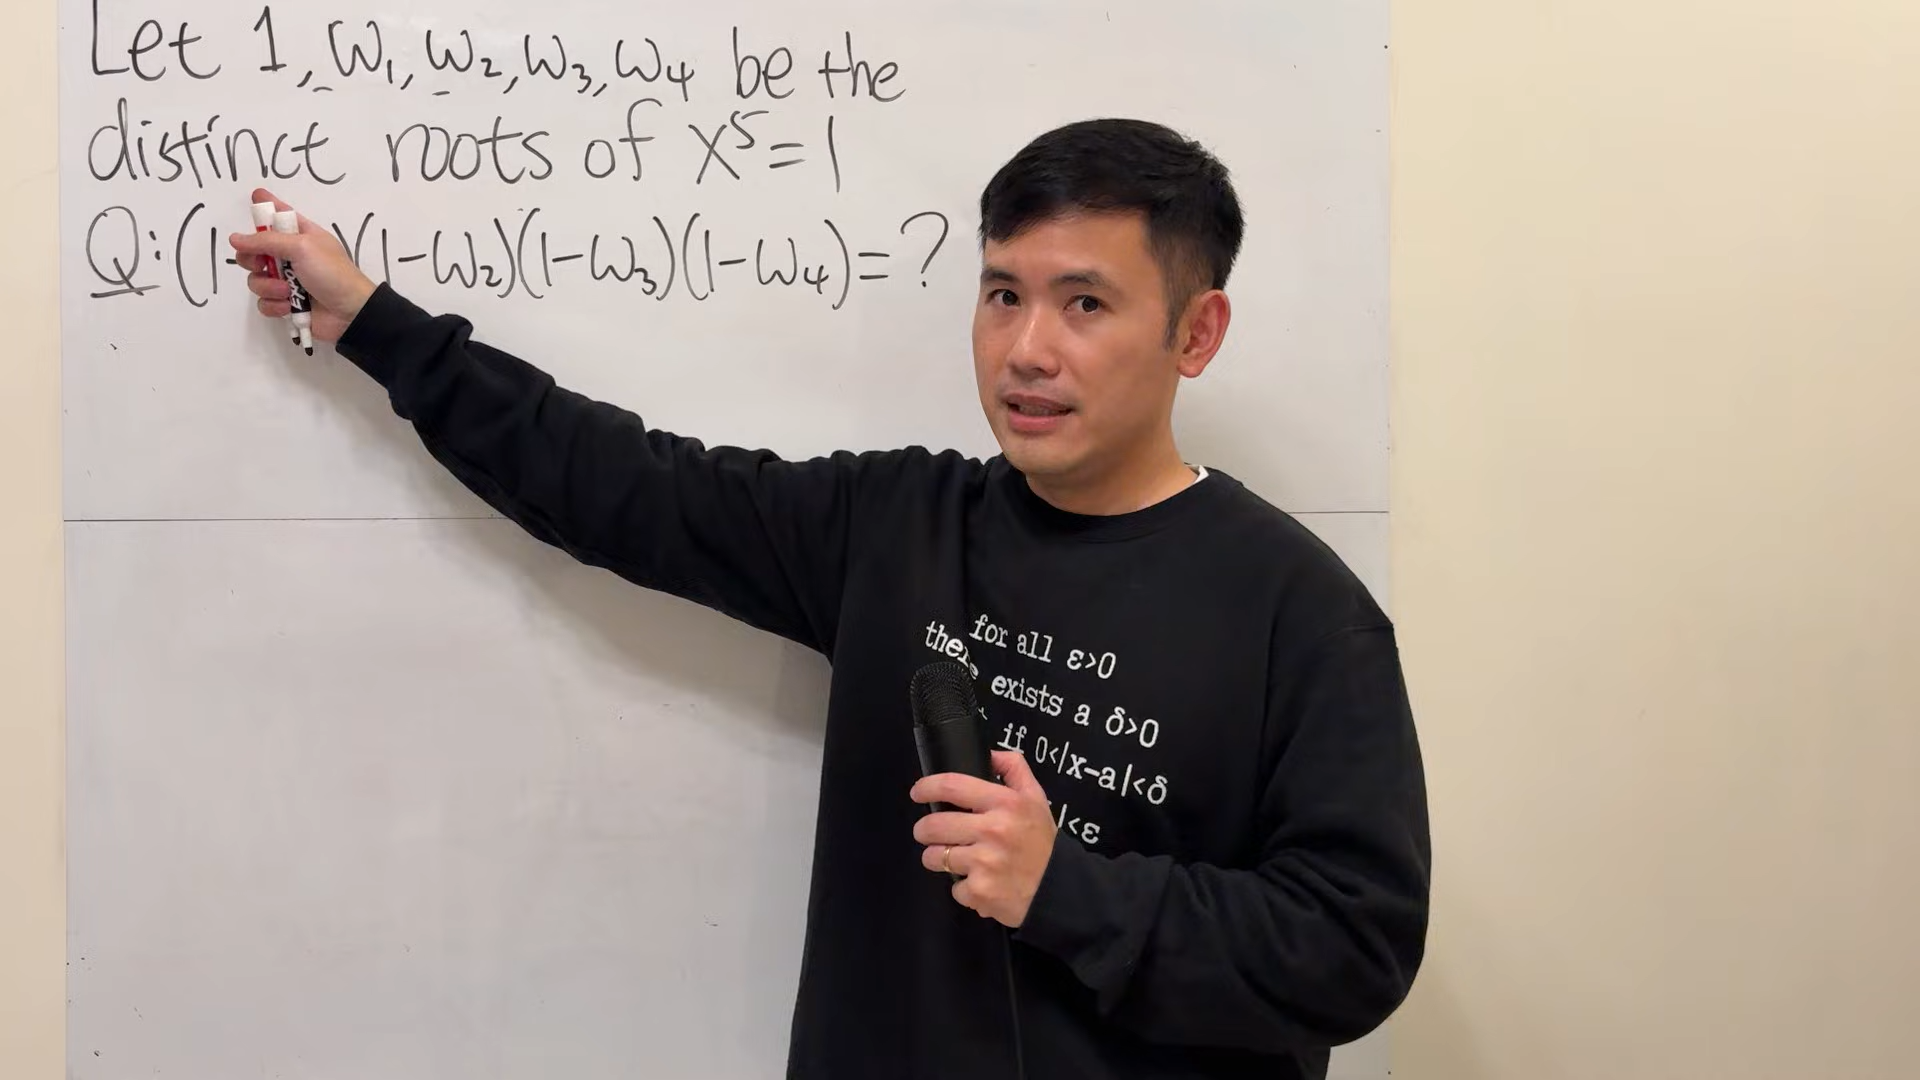 Let 1, ω₁, ω₂, ω₃, ω₄ be the
distinct roots of x⁵=1
Q: (1- )(1-ω₂)(1-ω₃)(1-ω₄)=?
for all ε>0
there exists a δ>0
if 0<|x-a|<δ
|<ε